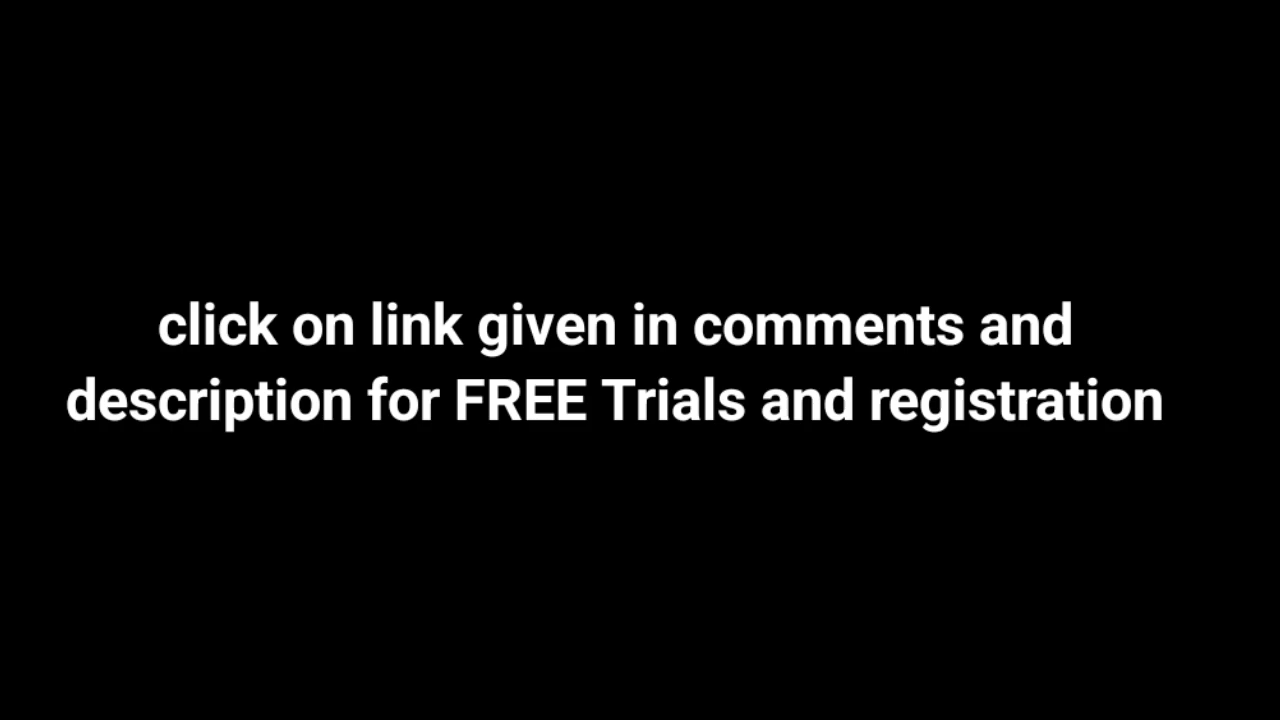 click on link given in comments and
description for FREE Trials and registration